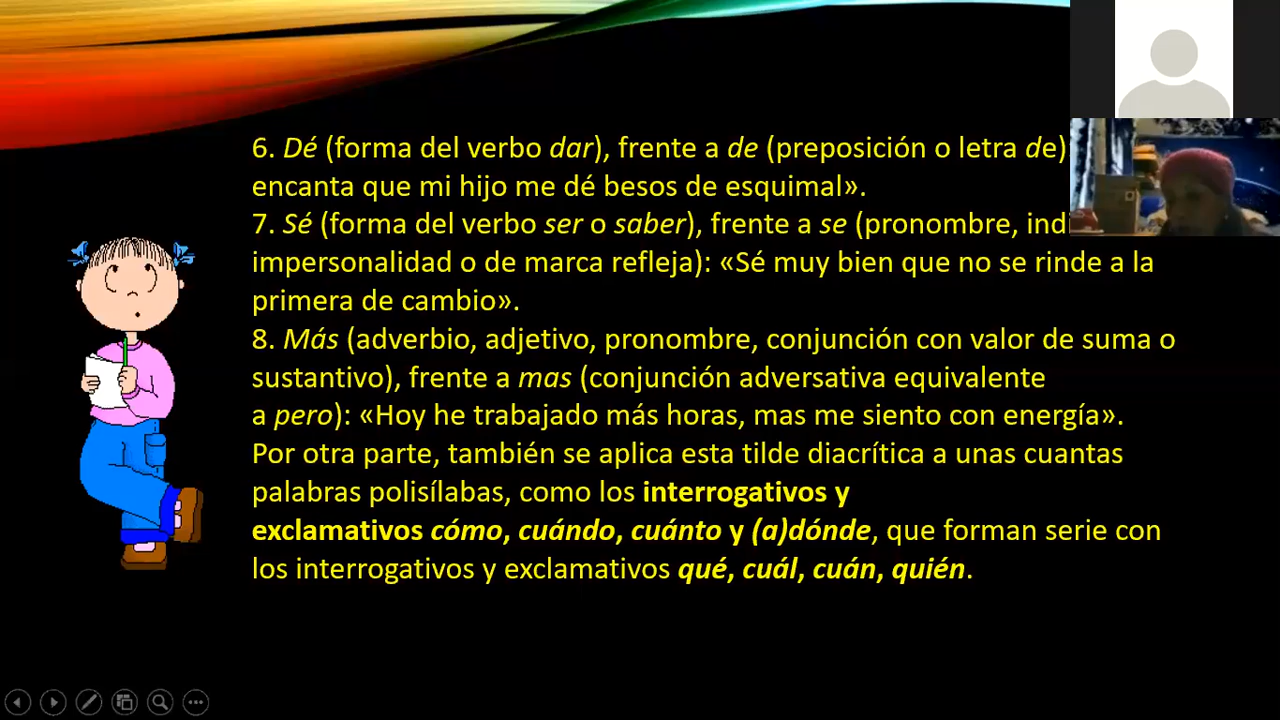 6. Dé (forma del verbo dar), frente a de (preposición o letra de)
encanta que mi hijo me dé besos de esquimal».
7. Sé (forma del verbo ser o saber), frente a se (pronombre,
impersonalidad o de marca refleja): «Sé muy bien que no se rinde a la
primera de cambio».
8. Más (adverbio, adjetivo, pronombre, conjunción con valor de suma o
sustantivo), frente a mas (conjunción adversativa equivalente
a pero): «Hoy he trabajado más horas, mas me siento con energía».
Por otra parte, también se aplica esta tilde diacrítica a unas cuantas
palabras polisílabas, como los interrogativos y
exclamativos cómo, cuándo, cuánto y (a)dónde, que forman serie con
los interrogativos y exclamativos qué, cuál, cuán, quién.